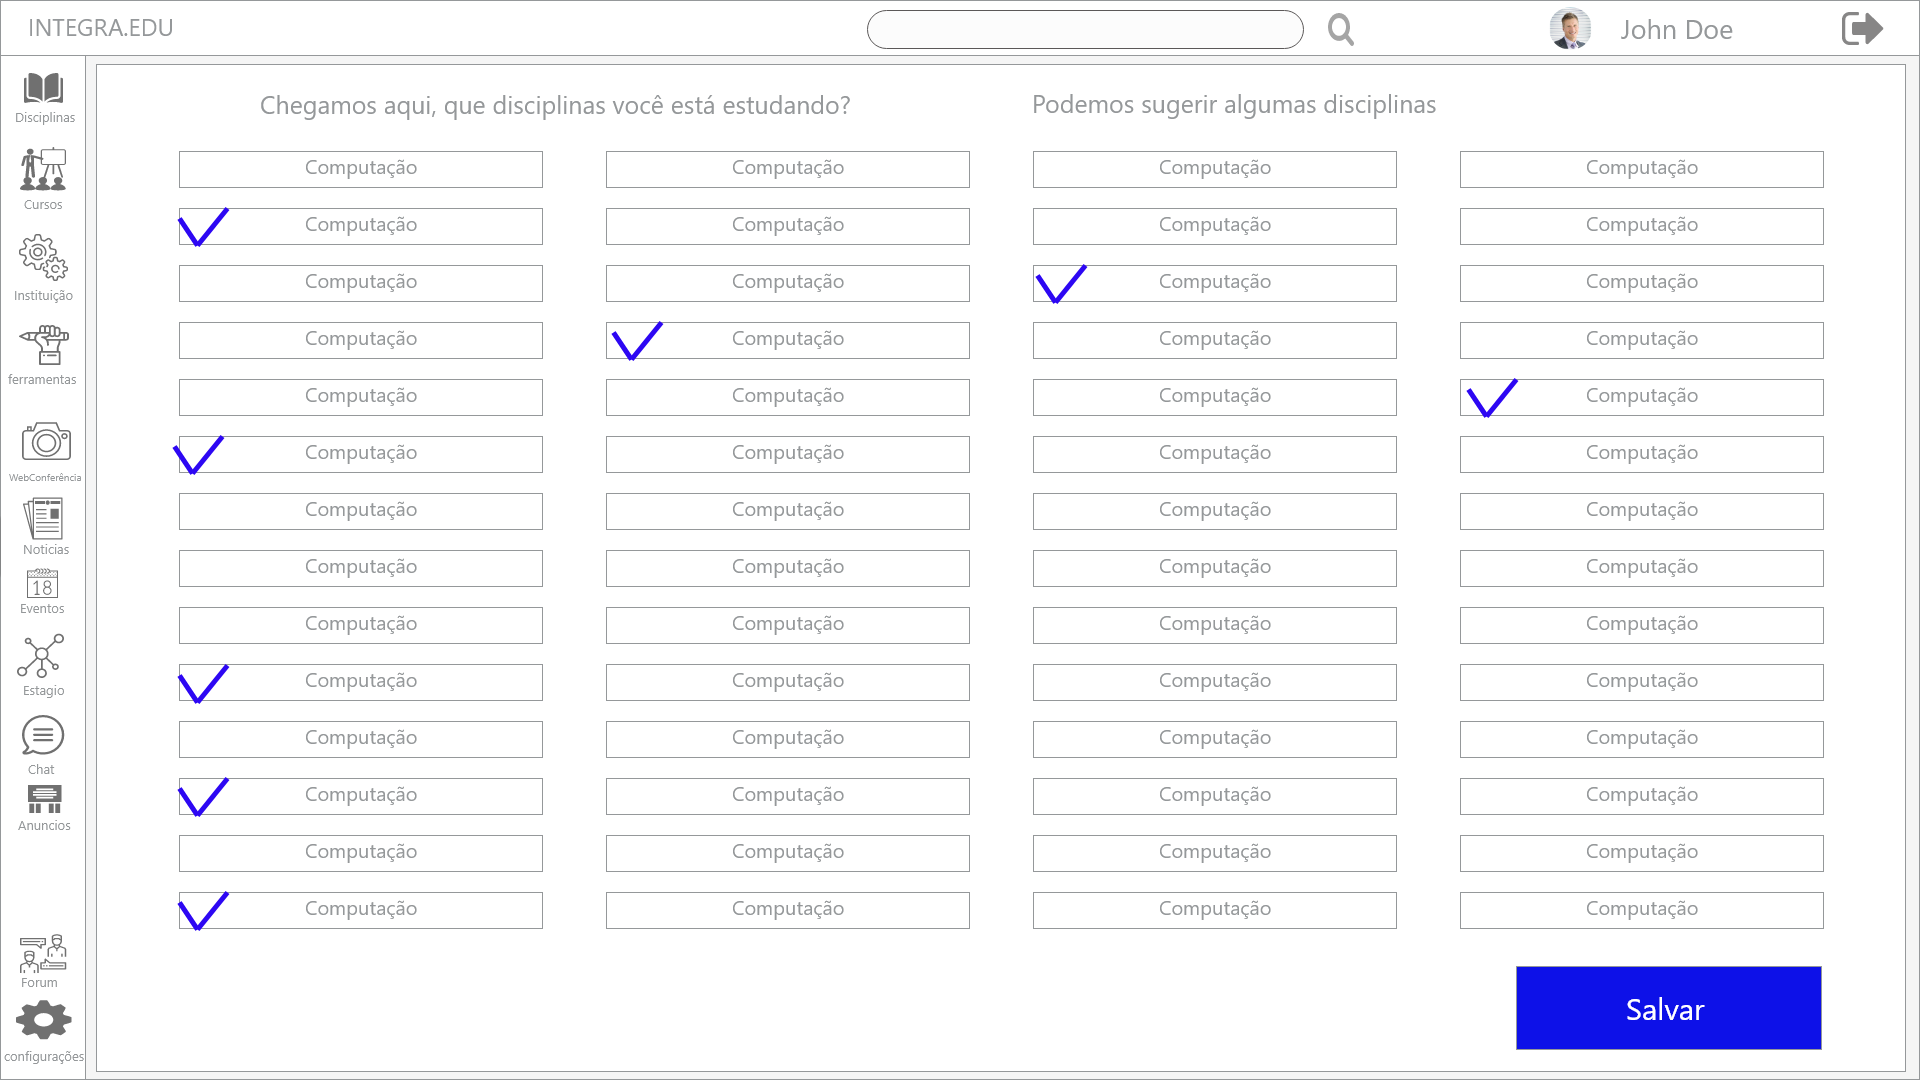 INTEGRA.EDU
John Doe
Disciplinas
Cursos
Instituição
ferramentas
WebConferência
Noticias
18
Eventos
Estagio
Chat
Anuncios
Forum
configurações
Chegamos aqui, que disciplinas você está estudando?
Podemos sugerir algumas disciplinas
Computação Computação Computação Computação
Computação Computação Computação Computação
Computação Computação Computação Computação
Computação Computação Computação Computação
Computação Computação Computação Computação
Computação Computação Computação Computação
Computação Computação Computação Computação
Computação Computação Computação Computação
Computação Computação Computação Computação
Computação Computação Computação Computação
Computação Computação Computação Computação
Computação Computação Computação Computação
Computação Computação Computação Computação
Computação Computação Computação Computação
Salvar